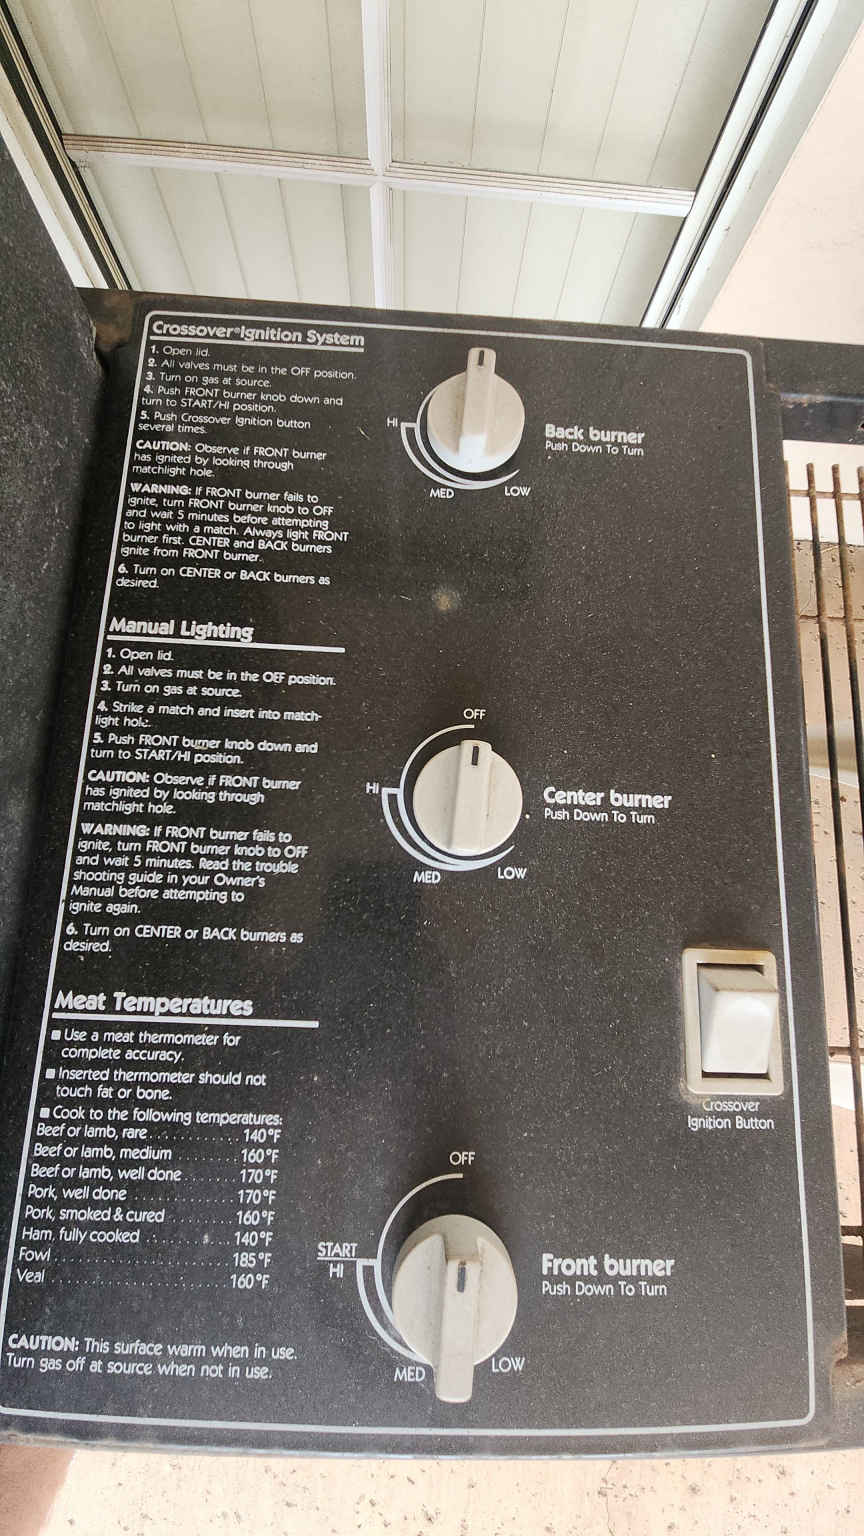 Crossover® Ignition System
1. Open lid.
2. All valves must be in the OFF position.
3. Turn on gas at source.
4. Push FRONT burner knob down and
turn to START/HI position.
5. Push Crossover Ignition button
several times.
CAUTION: Observe if FRONT burner
has ignited by looking through
matchlight hole.
WARNING: If FRONT burner fails to
ignite, turn FRONT burner knob to OFF
and wait 5 minutes before attempting
to light with a match. Always light FRONT
burner first. CENTER and BACK burners
ignite from FRONT burner.
6. Turn on CENTER or BACK burners as
desired.
HI
MED
LOW
Back burner
Push Down To Turn
Manual Lighting
1. Open lid.
2. All valves must be in the OFF position.
3. Turn on gas at source.
4. Strike a match and insert into match-
light hole.
5. Push FRONT burner knob down and
turn to START/HI position.
CAUTION: Observe if FRONT burner
has ignited by looking through
matchlight hole.
WARNING: If FRONT burner fails to
ignite, turn FRONT burner knob to OFF
and wait 5 minutes. Read the trouble
shooting guide in your Owner's
Manual before attempting to
ignite again.
6. Turn on CENTER or BACK burners as
desired.
OFF
HI
MED
LOW
Center burner
Push Down To Turn
Crossover
Ignition Button
Meat Temperatures
■ Use a meat thermometer for
complete accuracy.
■ Inserted thermometer should not
touch fat or bone.
■ Cook to the following temperatures:
Beef or lamb, rare . . . . . . . . . . . . 140°F
Beef or lamb, medium . . . . . . . . 160°F
Beef or lamb, well done . . . . . . . 170°F
Pork, well done . . . . . . . . . . . . . . 170°F
Pork, smoked & cured . . . . . . . . 160°F
Ham, fully cooked . . . . . . . . . . . 140°F
Fowl . . . . . . . . . . . . . . . . . . . . . . 185°F
Veal . . . . . . . . . . . . . . . . . . . . . . 160°F
CAUTION: This surface warm when in use.
Turn gas off at source when not in use.
OFF
START
HI
MED
LOW
Front burner
Push Down To Turn